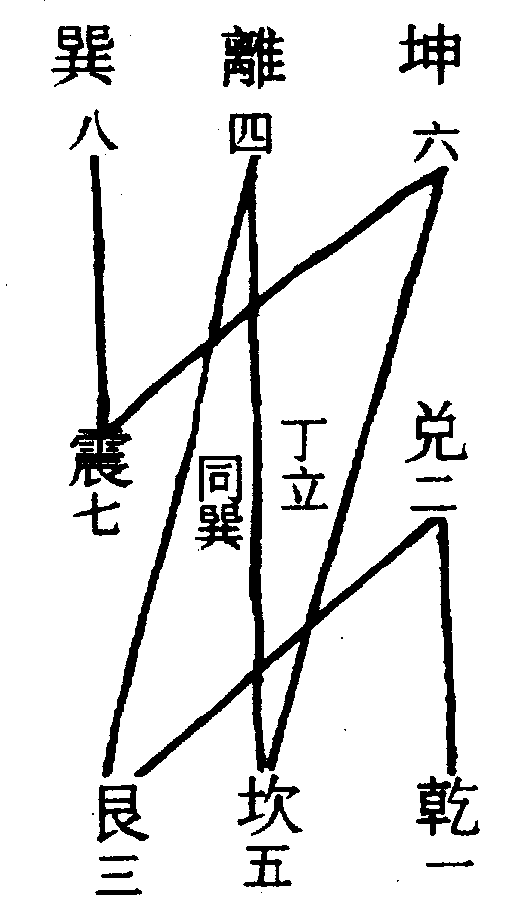 坤
六
離
四
巽
八
兌
二
丁立
同巽
震
七
乾
一
坎
五
艮
三